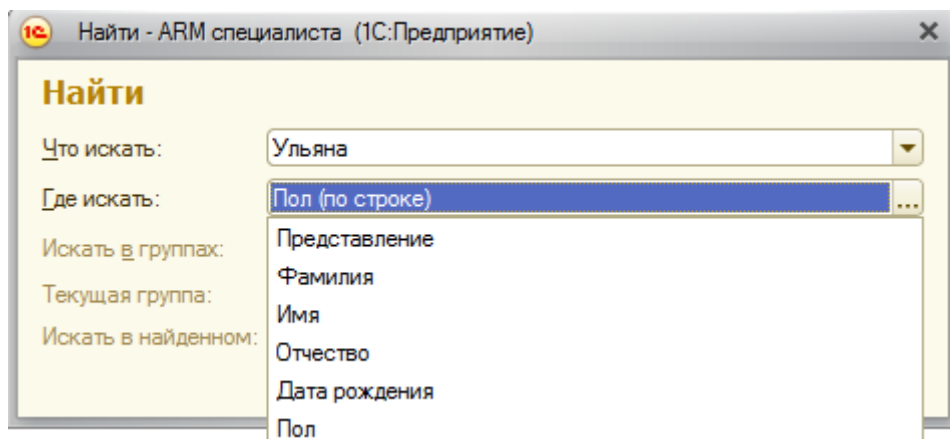 1С Найти - ARM специалиста (1С:Предприятие)
Найти
Что искать: Ульяна
Где искать: Пол (по строке) ...
Искать в группах:
Представление
Фамилия
Текущая группа:
Имя
Искать в найденном:
Отчество
Дата рождения
Пол